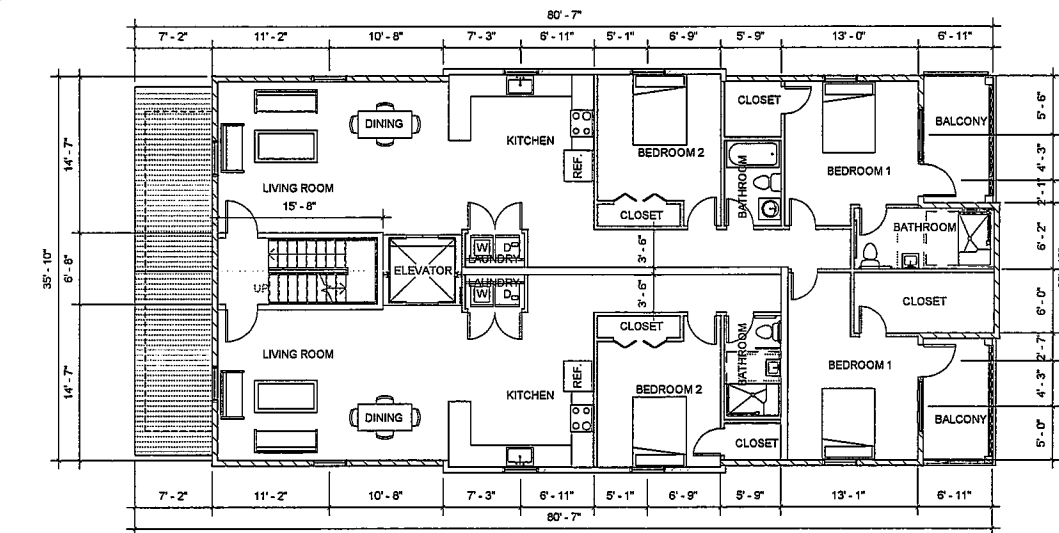 80' - 7"
7' - 2" 11' - 2" 10' - 8" 7' - 3" 6' - 11" 5' - 1" 6' - 9" 5' - 9" 13' - 0" 6' - 11"
CLOSET
5' - 6"
BALCONY
DINING
KITCHEN
BEDROOM 2
14' - 7"
REF.
BATHROOM
BEDROOM 1
4' - 3"
LIVING ROOM
2' - 1"
15' - 8"
CLOSET
BATHROOM
6' - 2"
W D
LAUNDRY
3' - 6"
35' - 10"
6' - 8"
ELEVATOR
UP
LAUNDRY
W D
3' - 6"
CLOSET
6' - 0"
CLOSET
LIVING ROOM
BATHROOM
2' - 7"
REF.
BEDROOM 1
14' - 7"
KITCHEN
BEDROOM 2
4' - 3"
DINING
BALCONY
CLOSET
5' - 0"
7' - 2" 11' - 2" 10' - 8" 7' - 3" 6' - 11" 5' - 1" 6' - 9" 5' - 9" 13' - 1" 6' - 11"
80' - 7"